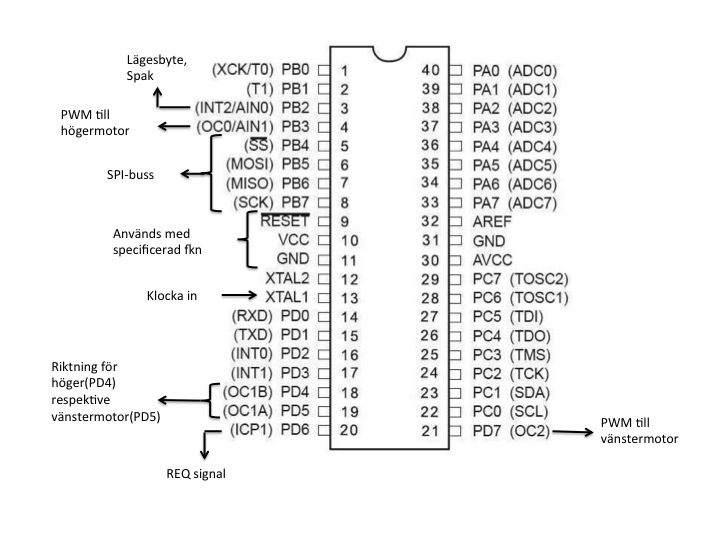 Lägesbyte,
Spak
PWM till
högermotor
SPI-buss
Används med
specificerad fkn
Klocka in
Riktning för
höger(PD4)
respektive
vänstermotor(PD5)
REQ signal
(XCK/T0) PB0 1
(T1) PB1 2
(INT2/AIN0) PB2 3
(OC0/AIN1) PB3 4
(SS) PB4 5
(MOSI) PB5 6
(MISO) PB6 7
(SCK) PB7 8
RESET 9
VCC 10
GND 11
XTAL2 12
XTAL1 13
(RXD) PD0 14
(TXD) PD1 15
(INT0) PD2 16
(INT1) PD3 17
(OC1B) PD4 18
(OC1A) PD5 19
(ICP1) PD6 20
40 PA0 (ADC0)
39 PA1 (ADC1)
38 PA2 (ADC2)
37 PA3 (ADC3)
36 PA4 (ADC4)
35 PA5 (ADC5)
34 PA6 (ADC6)
33 PA7 (ADC7)
32 AREF
31 GND
30 AVCC
29 PC7 (TOSC2)
28 PC6 (TOSC1)
27 PC5 (TDI)
26 PC4 (TDO)
25 PC3 (TMS)
24 PC2 (TCK)
23 PC1 (SDA)
22 PC0 (SCL)
21 PD7 (OC2)
PWM till
vänstermotor